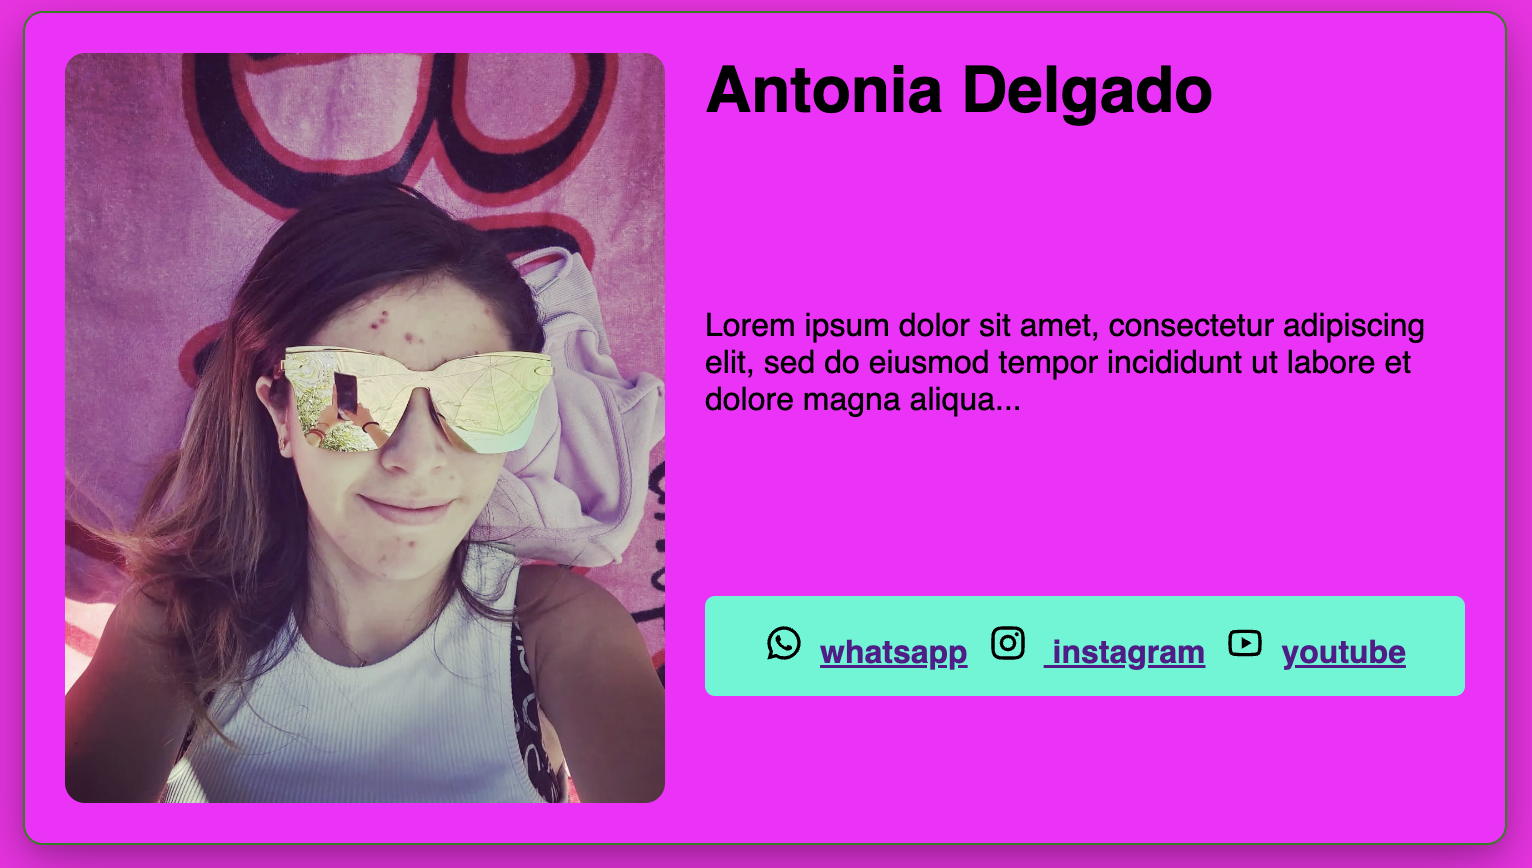 Antonia Delgado
Lorem ipsum dolor sit amet, consectetur adipiscing
elit, sed do eiusmod tempor incididunt ut labore et
dolore magna aliqua...
whatsapp instagram youtube